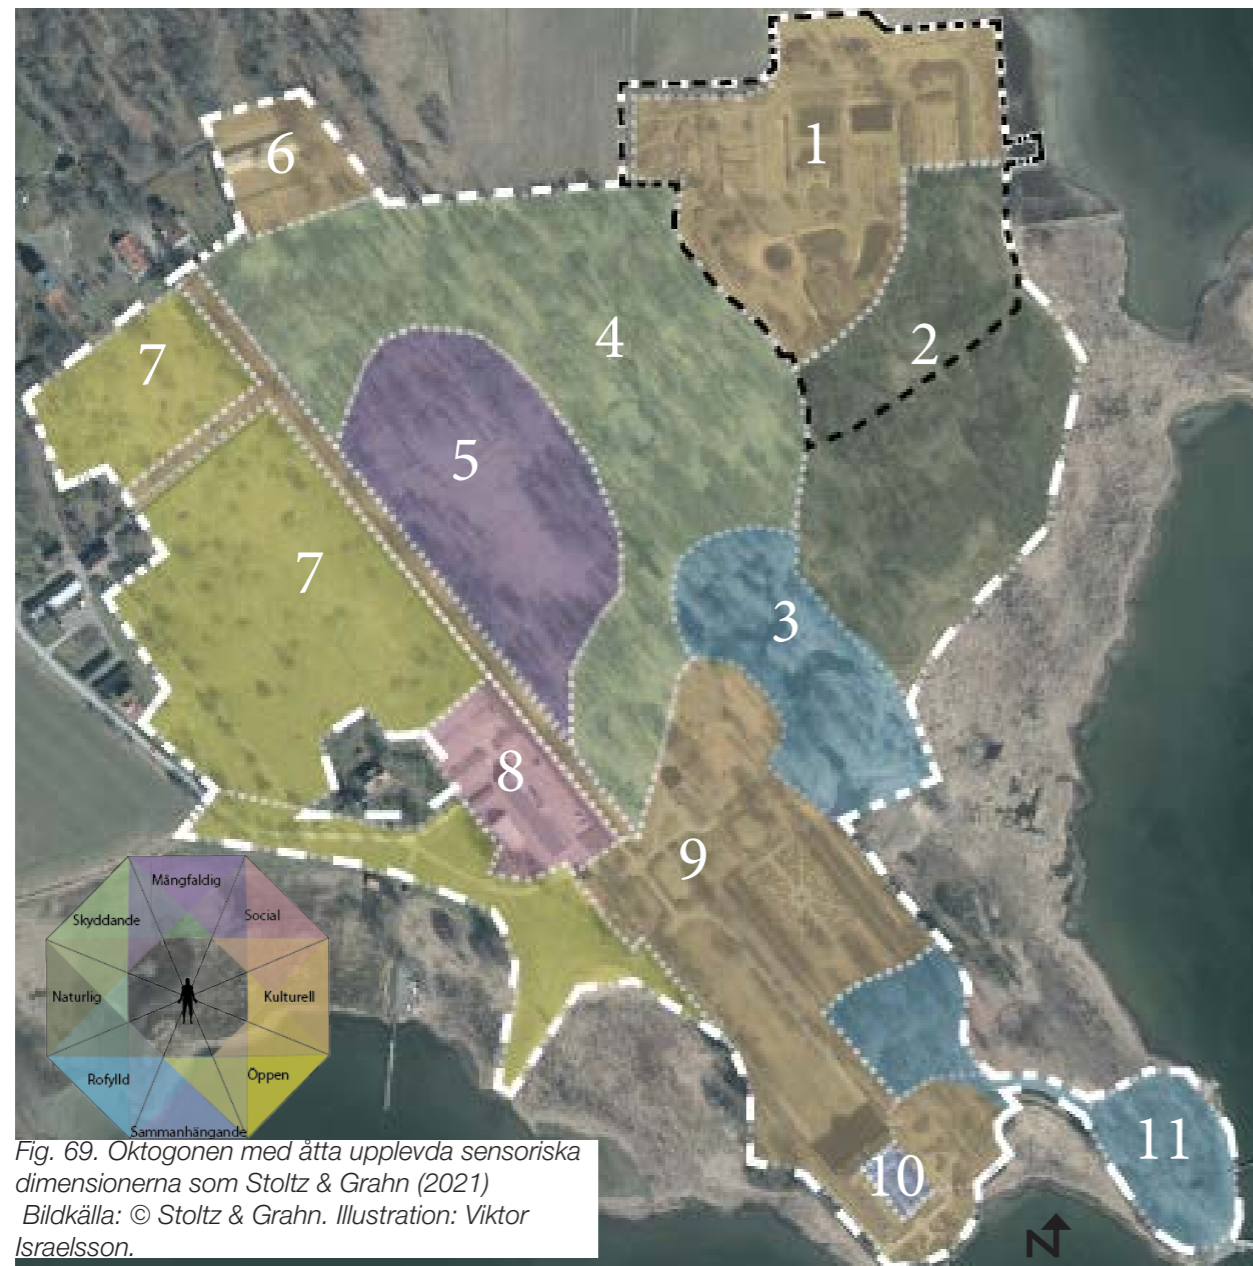 1
6
2
4
7
5
7
3
8
9
Mångfaldig
Skyddande
Social
Naturlig
Kulturell
Rofylld
Öppen
Sammanhängande
11
10
N
Fig. 69. Oktogonen med åtta upplevda sensoriska
dimensionerna som Stoltz & Grahn (2021)
Bildkälla: © Stoltz & Grahn. Illustration: Viktor
Israelsson.